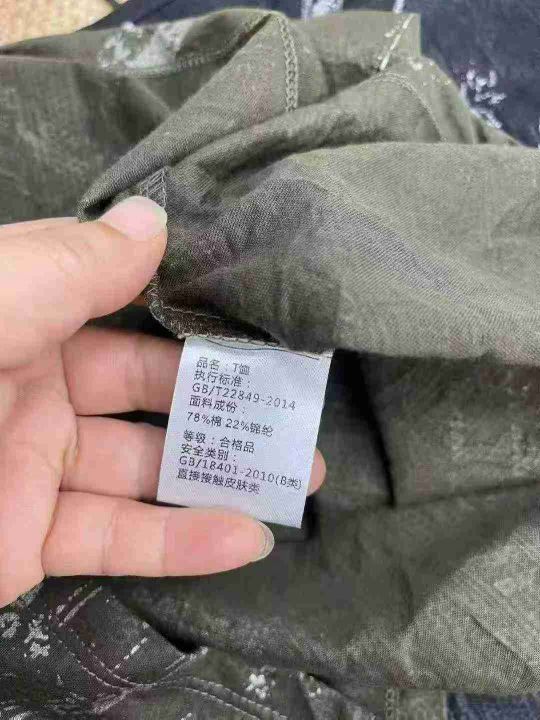 品名：T恤
执行标准：
GB/T22849-2014
面料成份：
78%棉 22%锦纶
等级：合格品
安全类别：
GB/18401-2010(B类)
直接接触皮肤类